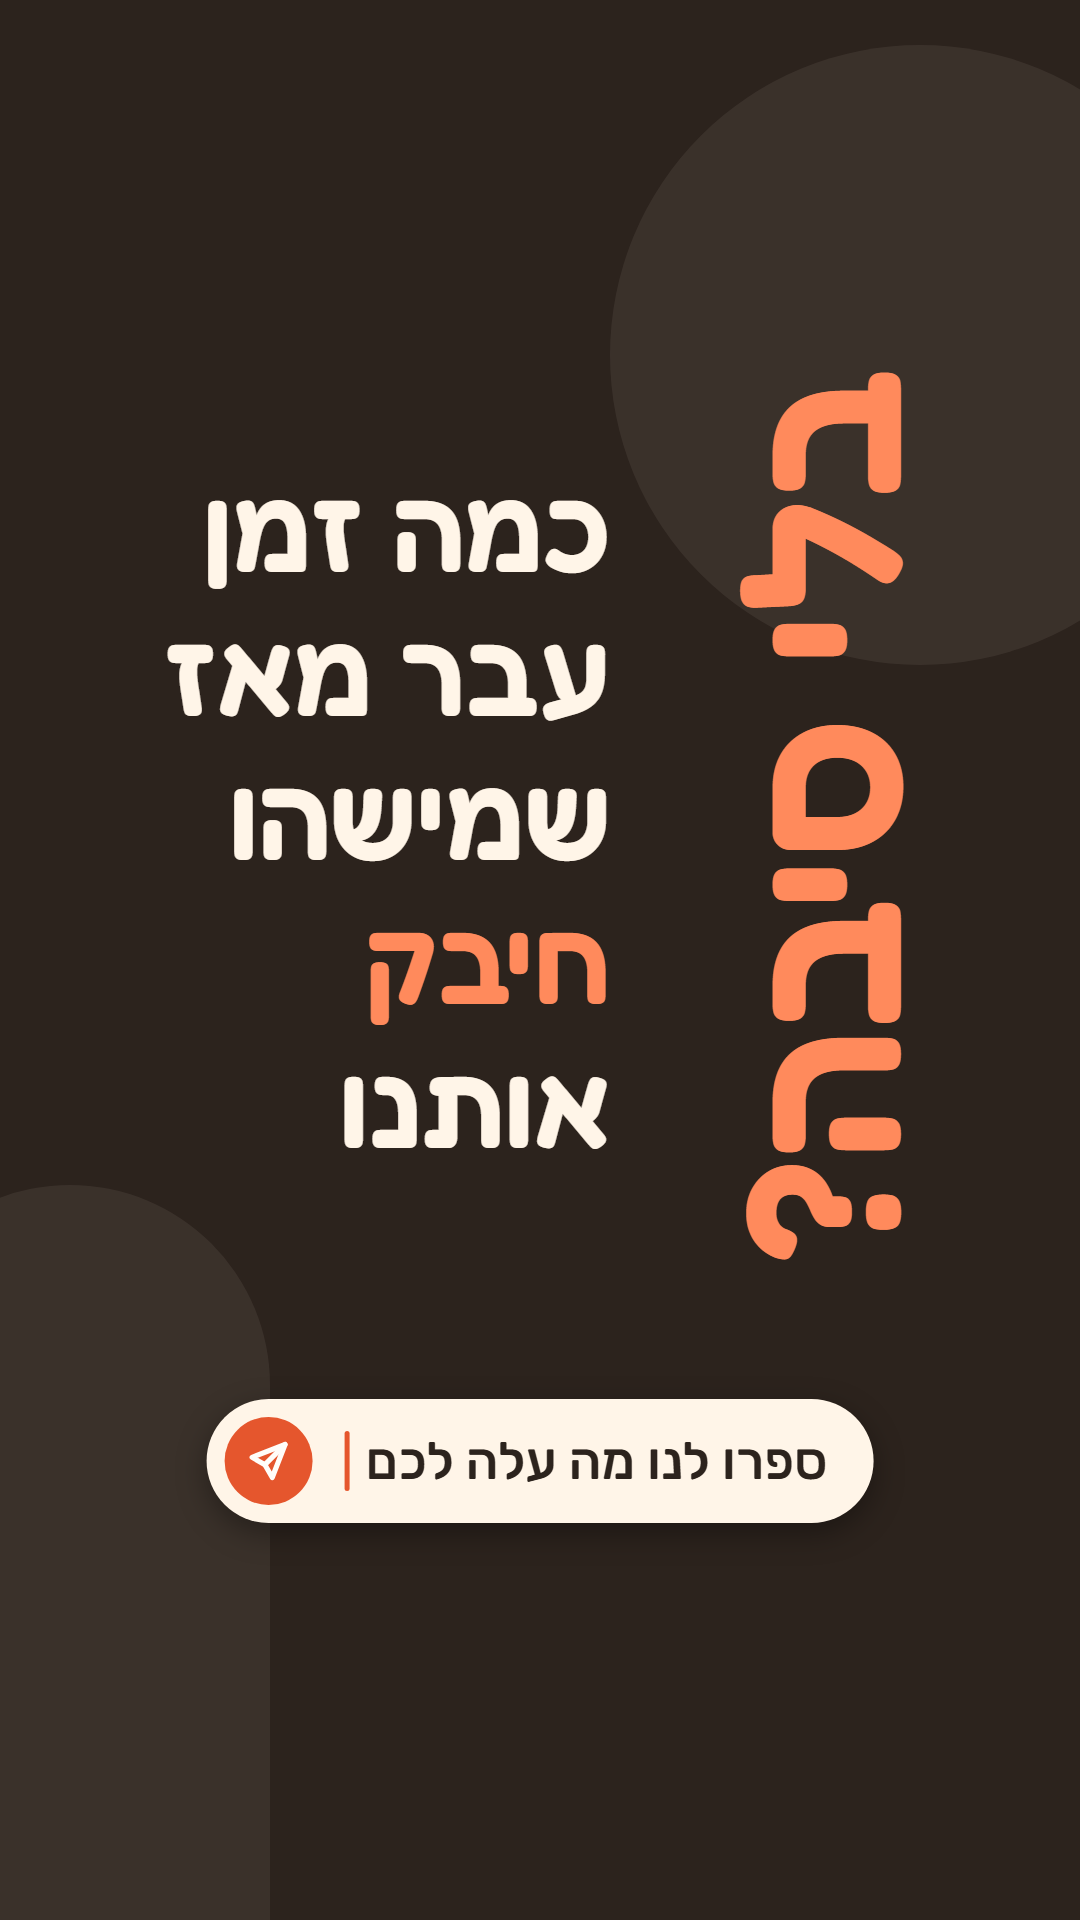 כמה זמן
עבר מאז
שמישהו
חיבק
אותנו
בלי סיבה?
ספרו לנו מה עלה לכם